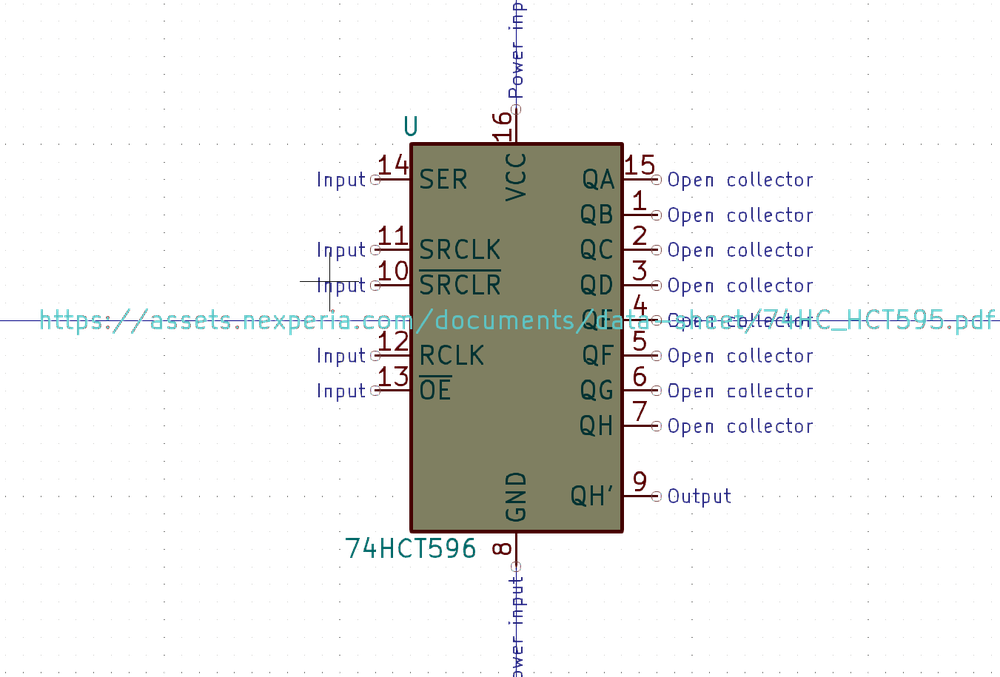 Power inp
16
U
14 15
Input SER VCC QA Open collector
1
QB Open collector
11 2
Input SRCLK QC Open collector
10 3
Input SRCLR QD Open collector
4
https://assets.nexperia.com/documents/data-sheet/74HC_HCT595.pdf
QE Open collector
12 5
Input RCLK QF Open collector
13 6
Input OE QG Open collector
7
QH Open collector
9
GND QH' Output
74HCT596 8
ower input